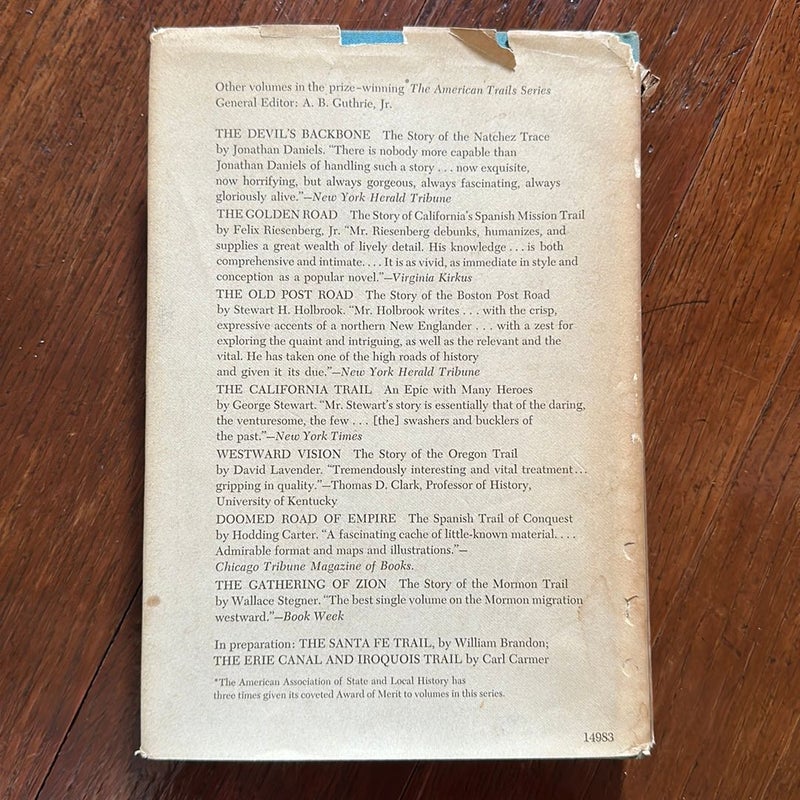 Other volumes in the prize-winning *The American Trails Series
General Editor: A. B. Guthrie, Jr.
THE DEVIL'S BACKBONE The Story of the Natchez Trace
by Jonathan Daniels. "There is nobody more capable than
Jonathan Daniels of handling such a story . . . now exquisite,
now horrifying, but always gorgeous, always fascinating, always
gloriously alive."—New York Herald Tribune
THE GOLDEN ROAD The Story of California's Spanish Mission Trail
by Felix Riesenberg, Jr. "Mr. Riesenberg debunks, humanizes, and
supplies a great wealth of lively detail. His knowledge . . . is both
comprehensive and intimate. . . . It is as vivid, as immediate in style and
conception as a popular novel."—Virginia Kirkus
THE OLD POST ROAD The Story of the Boston Post Road
by Stewart H. Holbrook. "Mr. Holbrook writes . . . with the crisp,
expressive accents of a northern New Englander . . . with a zest for
exploring the quaint and intriguing, as well as the relevant and the
vital. He has taken one of the high roads of history
and given it its due."—New York Herald Tribune
THE CALIFORNIA TRAIL An Epic with Many Heroes
by George Stewart. "Mr. Stewart's story is essentially that of the daring,
the venturesome, the few . . . [the] swashers and bucklers of
the past."—New York Times
WESTWARD VISION The Story of the Oregon Trail
by David Lavender. "Tremendously interesting and vital treatment . . .
gripping in quality."—Thomas D. Clark, Professor of History,
University of Kentucky
DOOMED ROAD OF EMPIRE The Spanish Trail of Conquest
by Hodding Carter. "A fascinating cache of little-known material. . . .
Admirable format and maps and illustrations."—
Chicago Tribune Magazine of Books.
THE GATHERING OF ZION The Story of the Mormon Trail
by Wallace Stegner. "The best single volume on the Mormon migration
westward."—Book Week
In preparation: THE SANTA FE TRAIL, by William Brandon;
THE ERIE CANAL AND IROQUOIS TRAIL by Carl Carmer
*The American Association of State and Local History has
three times given its coveted Award of Merit to volumes in this series.
14983